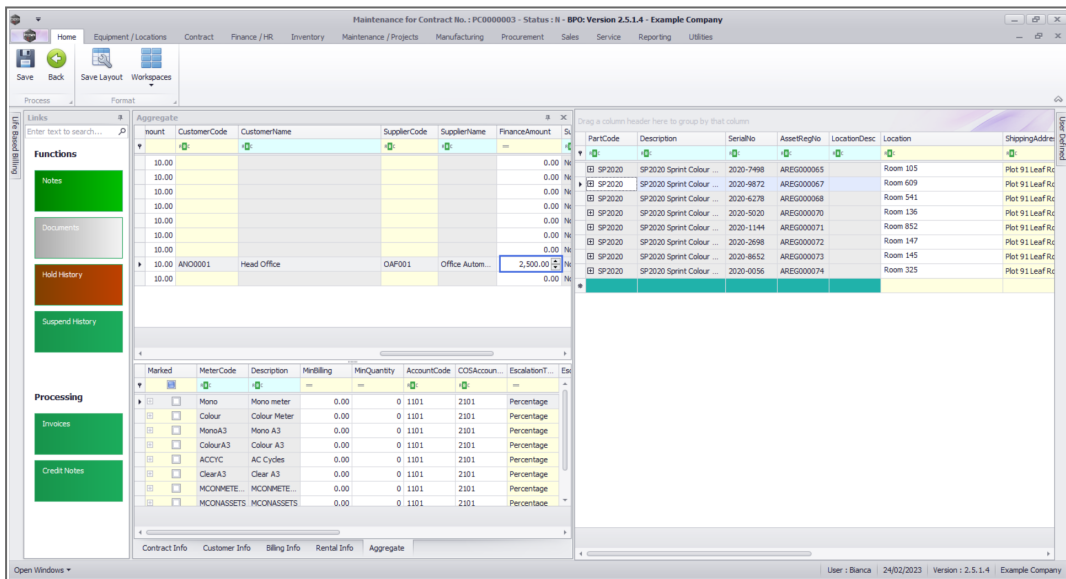 Maintenance for Contract No. : PC0000003 - Status : N - BPO: Version 2.5.1.4 - Example Company
Home Equipment / Locations Contract Finance / HR Inventory Maintenance / Projects Manufacturing Procurement Sales Service Reporting Utilities
Save Back Save Layout Workspaces
Process Format
Life Based Billing
Links
Enter text to search...
Functions
Notes
Documents
Hold History
Suspend History
Processing
Invoices
Credit Notes
Aggregate
mount CustomerCode CustomerName SupplierCode SupplierName FinanceAmount Su
=
10.00 0.00 No
10.00 0.00 No
10.00 0.00 No
10.00 0.00 No
10.00 0.00 No
10.00 0.00 No
10.00 0.00 No
10.00 ANO0001 Head Office OAF001 Office Autom... 2,500.00 No
10.00 0.00 No
Marked MeterCode Description MinBilling MinQuantity AccountCode COSAccoun... EscalationT... Esc
= = =
Mono Mono meter 0.00 0 1101 2101 Percentage
Colour Colour Meter 0.00 0 1101 2101 Percentage
MonoA3 Mono A3 0.00 0 1101 2101 Percentage
ColourA3 Colour A3 0.00 0 1101 2101 Percentage
ACCYC AC Cycles 0.00 0 1101 2101 Percentage
ClearA3 Clear A3 0.00 0 1101 2101 Percentage
MCONMETE... MCONMETE... 0.00 0 1101 2101 Percentage
MCONASSETS MCONASSETS 0.00 0 1101 2101 Percentage
Contract Info Customer Info Billing Info Rental Info Aggregate
Drag a column header here to group by that column
PartCode Description SerialNo AssetRegNo LocationDesc Location ShippingAddre
SP2020 SP2020 Sprint Colour ... 2020-7498 AREG000065 Room 105 Plot 91 Leaf Ro
SP2020 SP2020 Sprint Colour ... 2020-9872 AREG000067 Room 609 Plot 91 Leaf Ro
SP2020 SP2020 Sprint Colour ... 2020-6278 AREG000068 Room 541 Plot 91 Leaf Ro
SP2020 SP2020 Sprint Colour ... 2020-5020 AREG000070 Room 136 Plot 91 Leaf Ro
SP2020 SP2020 Sprint Colour ... 2020-1144 AREG000071 Room 852 Plot 91 Leaf Ro
SP2020 SP2020 Sprint Colour ... 2020-2698 AREG000072 Room 147 Plot 91 Leaf Ro
SP2020 SP2020 Sprint Colour ... 2020-8652 AREG000073 Room 145 Plot 91 Leaf Ro
SP2020 SP2020 Sprint Colour ... 2020-0056 AREG000074 Room 325 Plot 91 Leaf Ro
User Defined
Open Windows User : Bianca 24/02/2023 Version : 2.5.1.4 Example Company